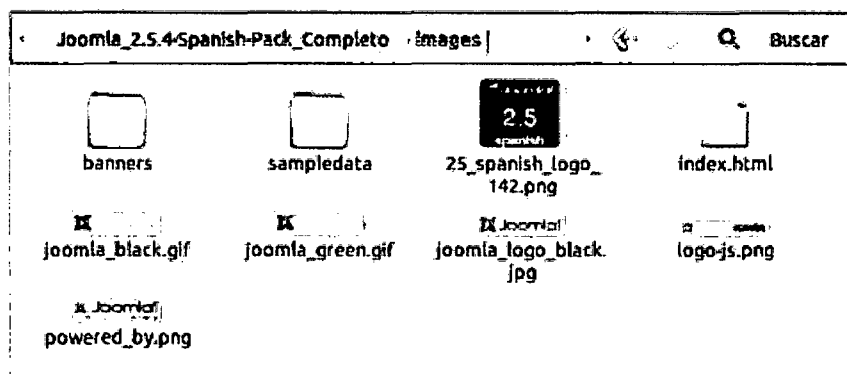 Joomla_2.5.4-Spanish-Pack_Completo images Buscar
2.5
spanish
banners sampledata 25_spanish_logo_ index.html
142.png
Joomla!
joomla_black.gif joomla_green.gif joomla_logo_black. logo-js.png
jpg
Joomla!
powered_by.png